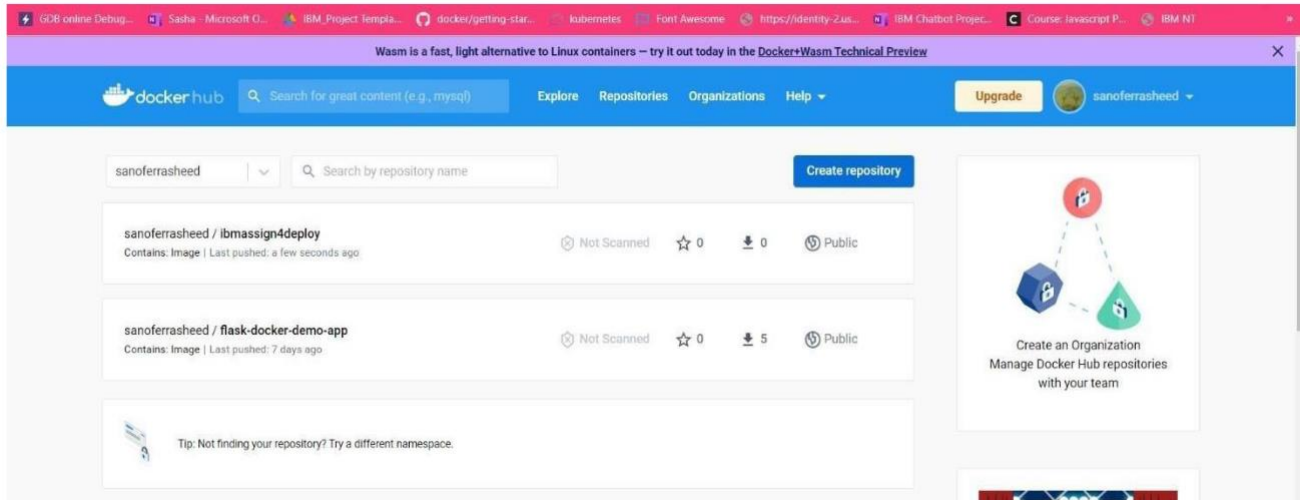 GDB online Debug...
Sasha - Microsoft O...
IBM_Project Templa...
docker/getting-star...
kubernetes
Font Awesome
https://identity-2.us...
IBM Chatbot Projec...
Course: Javascript P...
IBM NT
»
Wasm is a fast, light alternative to Linux containers — try it out today in the Docker+Wasm Technical Preview
dockerhub
Search for great content (e.g., mysql)
Explore
Repositories
Organizations
Help
Upgrade
sanoferrasheed
sanoferrasheed
Search by repository name
Create repository
sanoferrasheed / ibmassign4deploy
Contains: Image | Last pushed: a few seconds ago
Not Scanned
0
0
Public
sanoferrasheed / flask-docker-demo-app
Contains: Image | Last pushed: 7 days ago
Not Scanned
0
5
Public
Tip: Not finding your repository? Try a different namespace.
Create an Organization
Manage Docker Hub repositories
with your team